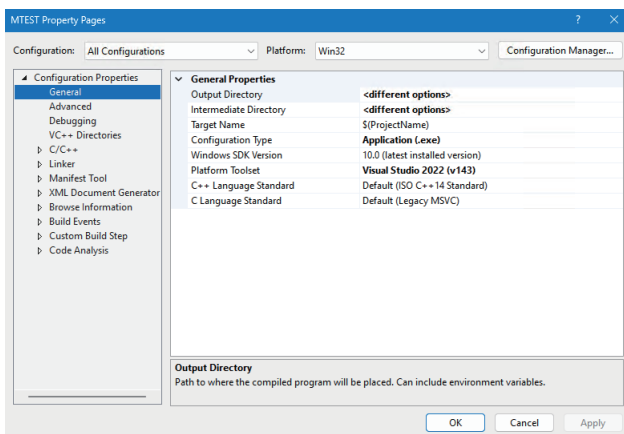 MTEST Property Pages ? ×
Configuration: All Configurations Platform: Win32 Configuration Manager...
Configuration Properties
General
Advanced
Debugging
VC++ Directories
C/C++
Linker
Manifest Tool
XML Document Generator
Browse Information
Build Events
Custom Build Step
Code Analysis
General Properties
Output Directory <different options>
Intermediate Directory <different options>
Target Name $(ProjectName)
Configuration Type Application (.exe)
Windows SDK Version 10.0 (latest installed version)
Platform Toolset Visual Studio 2022 (v143)
C++ Language Standard Default (ISO C++14 Standard)
C Language Standard Default (Legacy MSVC)
Output Directory
Path to where the compiled program will be placed. Can include environment variables.
OK Cancel Apply